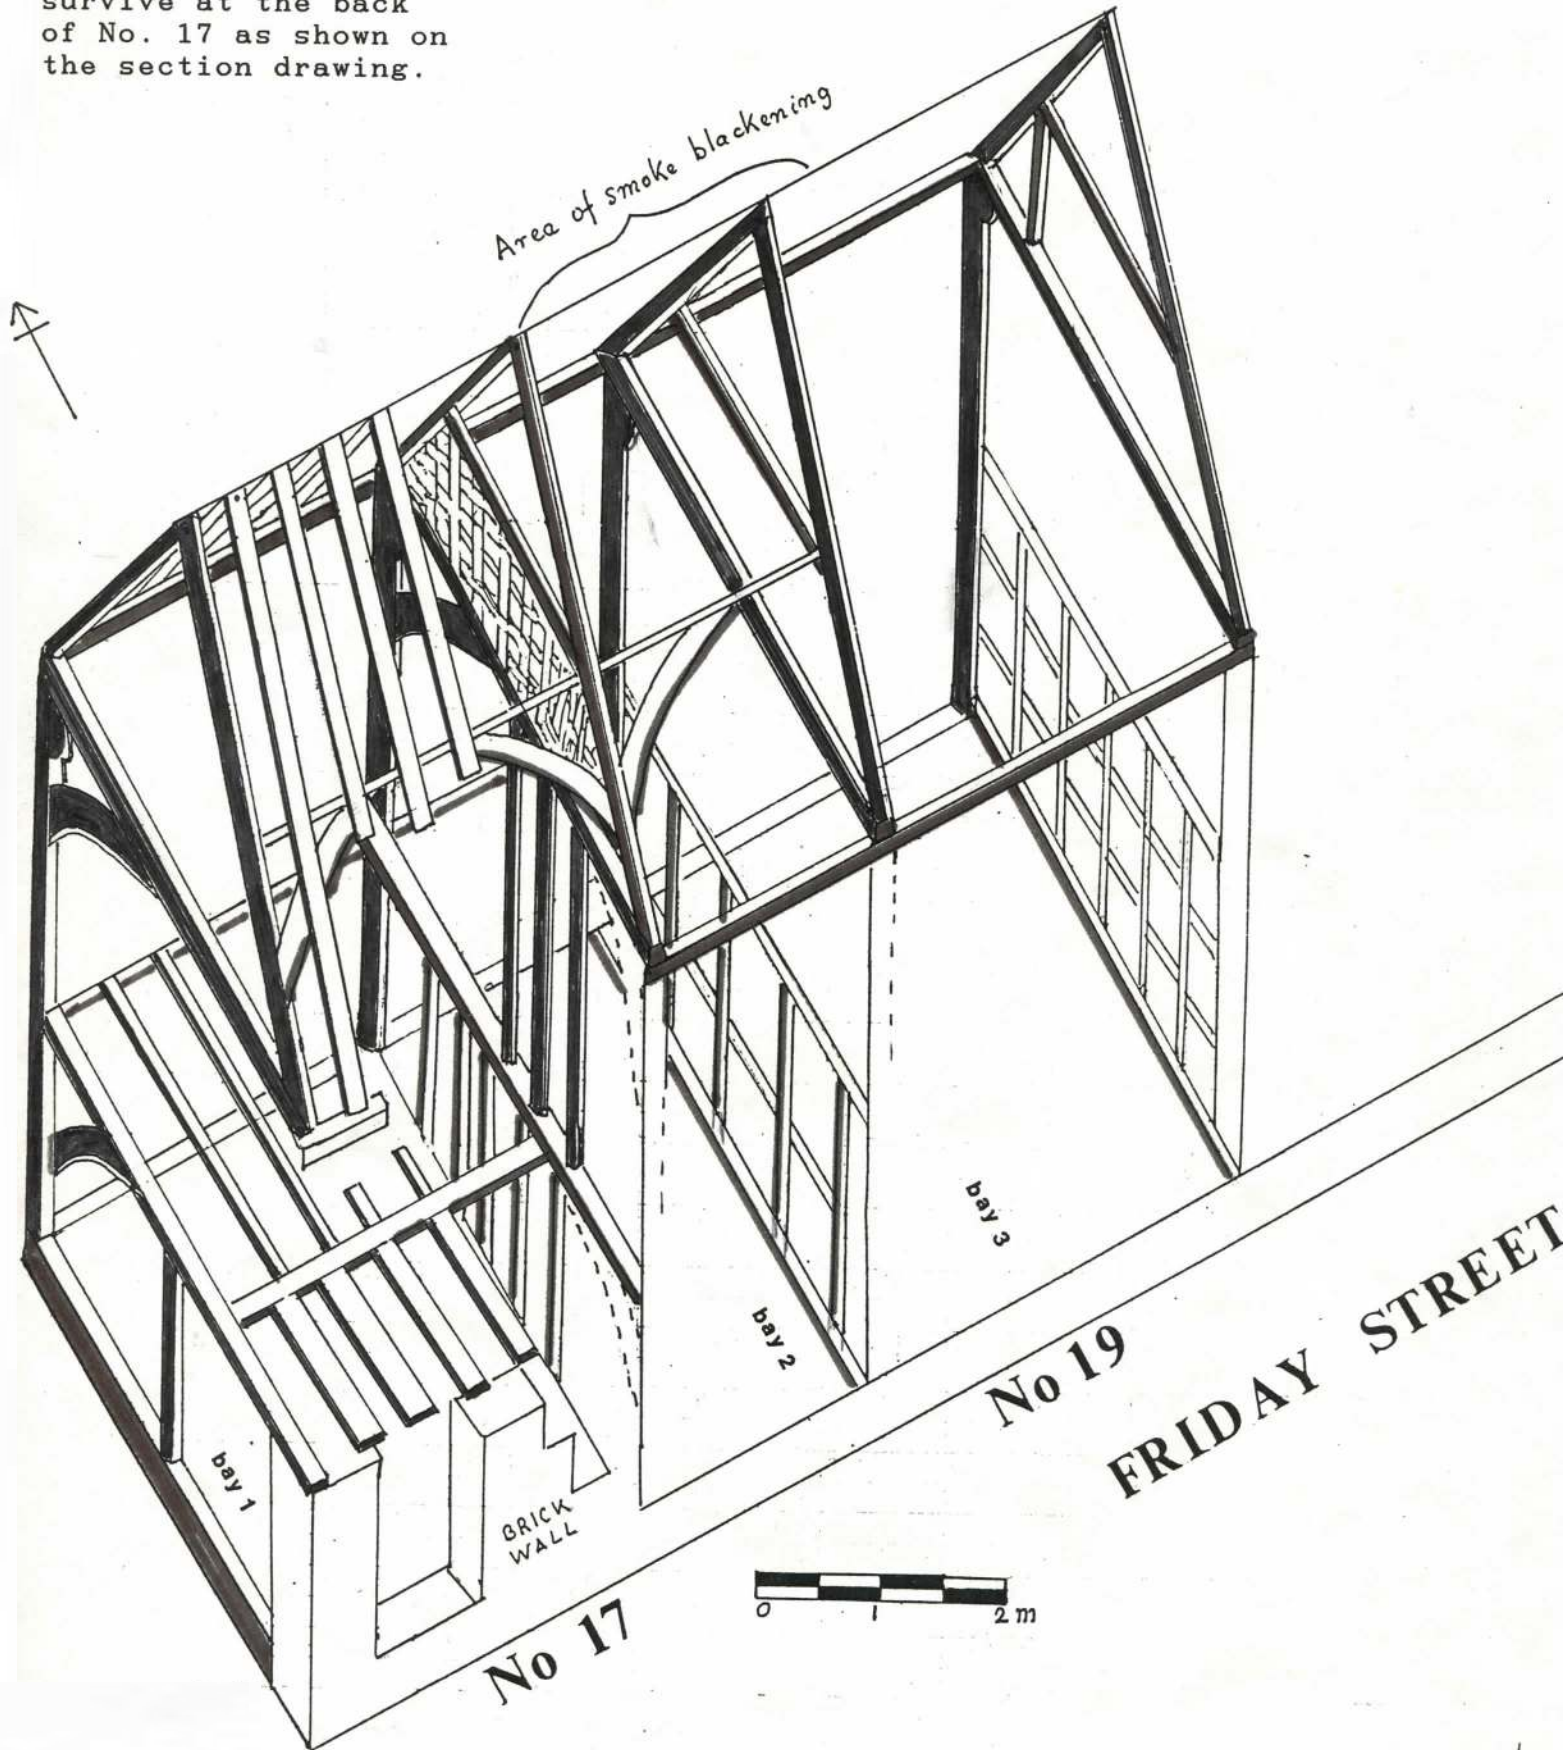 survive at the back
of No. 17 as shown on
the section drawing.
Area of smoke blackening
bay 3
bay 2
bay 1
No 19
FRIDAY STREET
BRICK
WALL
0 1 2 m
No 17